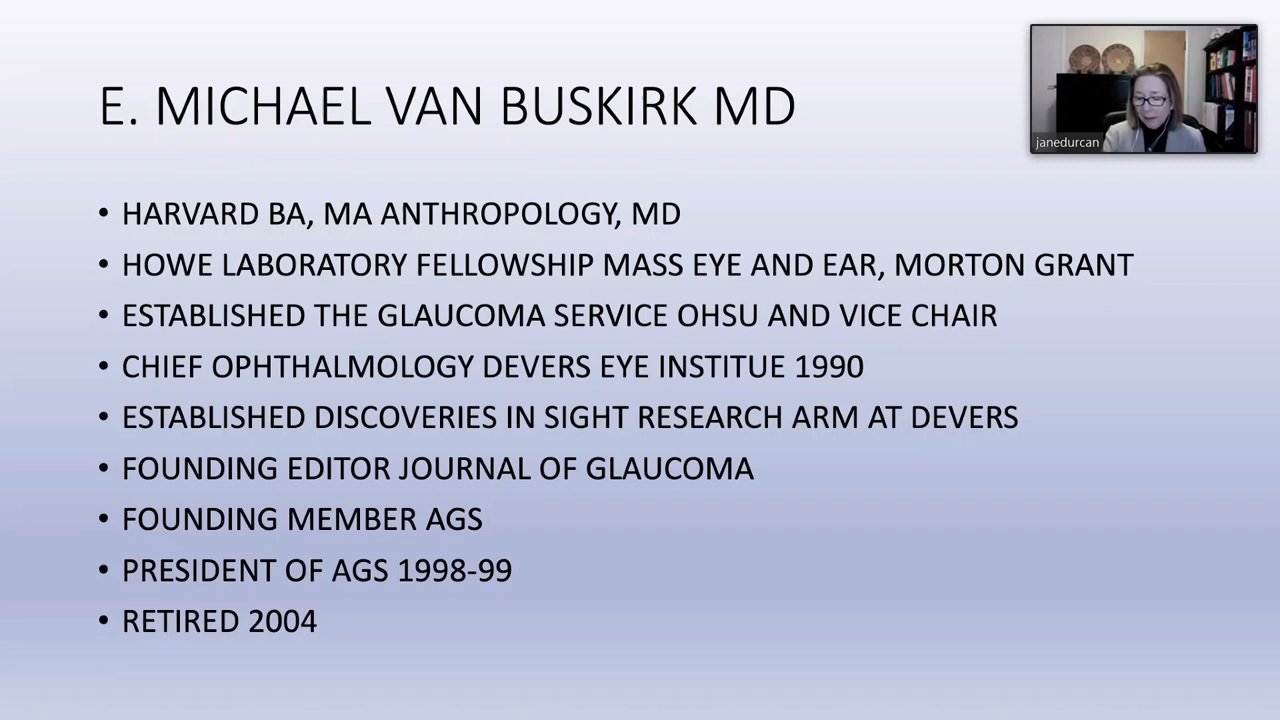 E. MICHAEL VAN BUSKIRK MD
janedurcan
• HARVARD BA, MA ANTHROPOLOGY, MD
• HOWE LABORATORY FELLOWSHIP MASS EYE AND EAR, MORTON GRANT
• ESTABLISHED THE GLAUCOMA SERVICE OHSU AND VICE CHAIR
• CHIEF OPHTHALMOLOGY DEVERS EYE INSTITUE 1990
• ESTABLISHED DISCOVERIES IN SIGHT RESEARCH ARM AT DEVERS
• FOUNDING EDITOR JOURNAL OF GLAUCOMA
• FOUNDING MEMBER AGS
• PRESIDENT OF AGS 1998-99
• RETIRED 2004